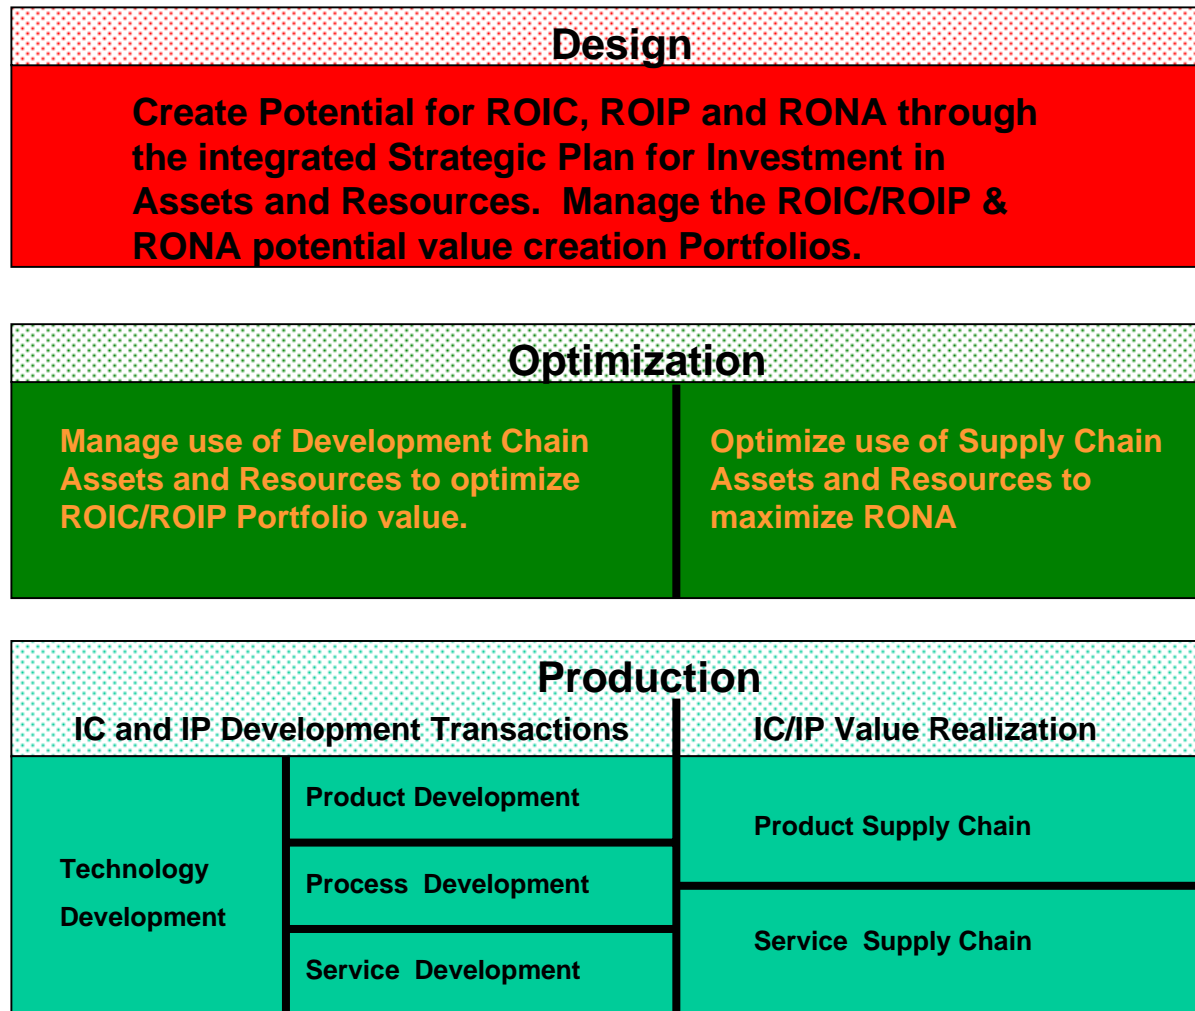 Design
Create Potential for ROIC, ROIP and RONA through
the integrated Strategic Plan for Investment in
Assets and Resources.  Manage the ROIC/ROIP &
RONA potential value creation Portfolios.
Optimization
Manage use of Development Chain
Assets and Resources to optimize
ROIC/ROIP Portfolio value.
Optimize use of Supply Chain
Assets and Resources to
maximize RONA
Production
IC and IP Development Transactions
IC/IP Value Realization
Technology
Development
Product Development
Process  Development
Service  Development
Product Supply Chain
Service  Supply Chain